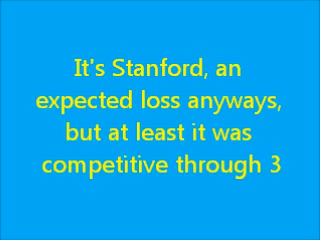 It's Stanford, an
expected loss anyways,
but at least it was
competitive through 3